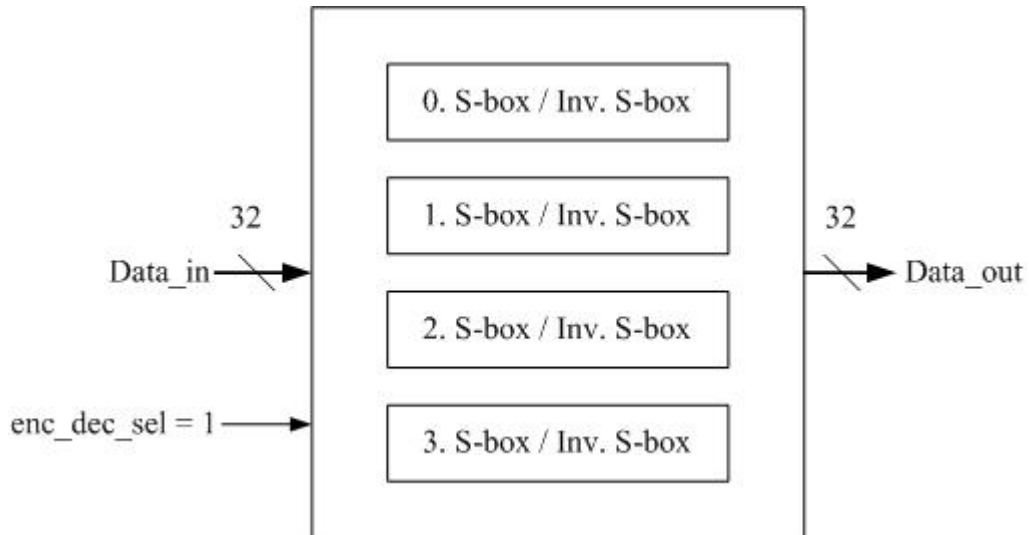 0. S-box / Inv. S-box
1. S-box / Inv. S-box
32
32
Data_in
Data_out
2. S-box / Inv. S-box
enc_dec_sel = 1
3. S-box / Inv. S-box